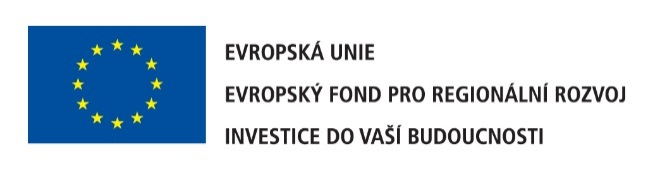 EVROPSKÁ UNIE
EVROPSKÝ FOND PRO REGIONÁLNÍ ROZVOJ
INVESTICE DO VAŠÍ BUDOUCNOSTI